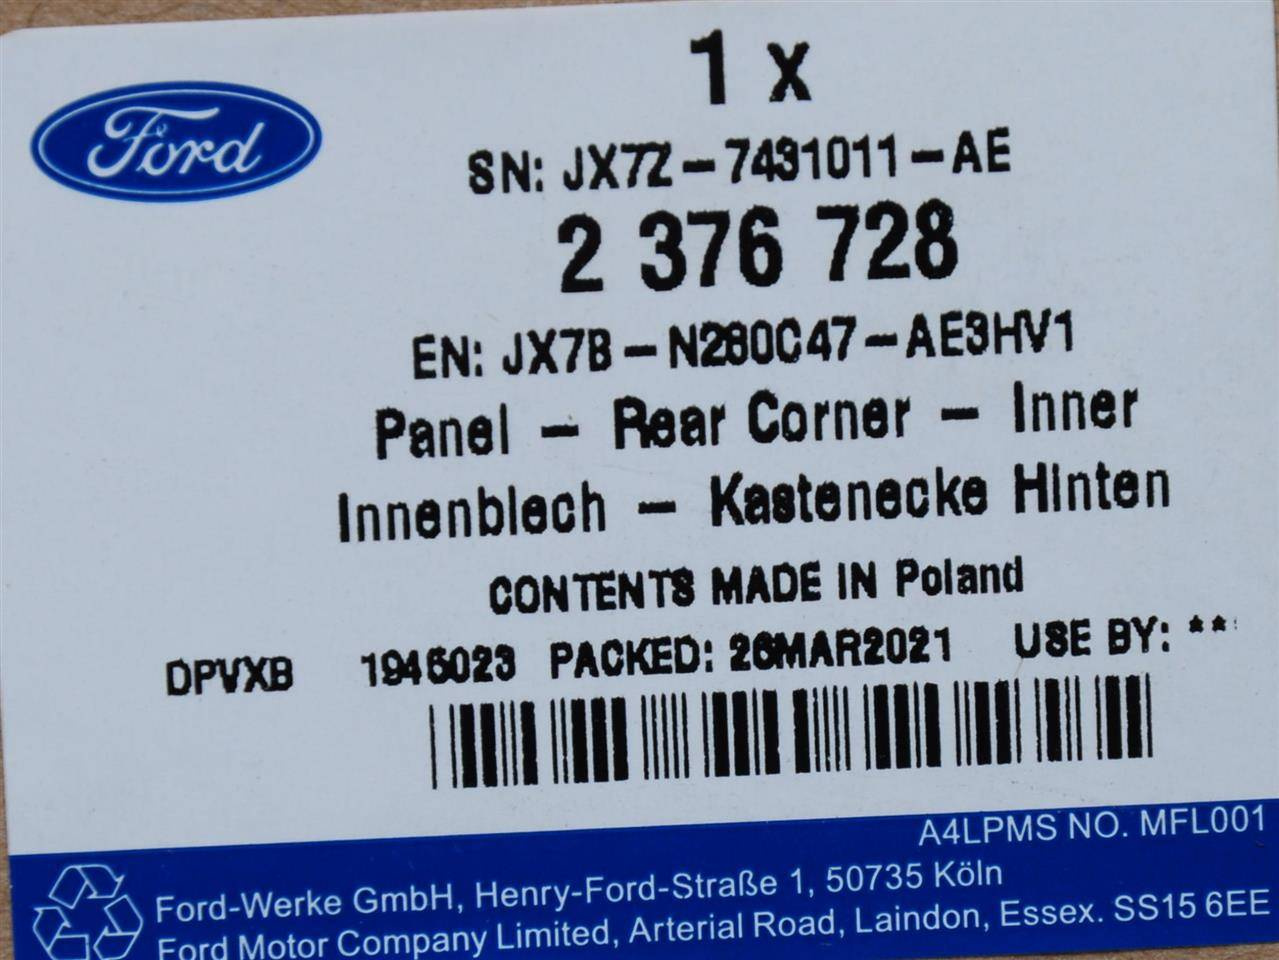 1 x
Ford
SN: JX7Z-7431011-AE
2 376 728
EN: JX7B-N280C47-AE3HV1
Panel - Rear Corner - Inner
Innenblech - Kastenecke Hinten
CONTENTS MADE IN Poland
DPVXB 1945023 PACKED: 26MAR2021 USE BY: **
A4LPMS NO. MFL001
Ford-Werke GmbH, Henry-Ford-Straße 1, 50735 Köln
Ford Motor Company Limited, Arterial Road, Laindon, Essex. SS15 6EE